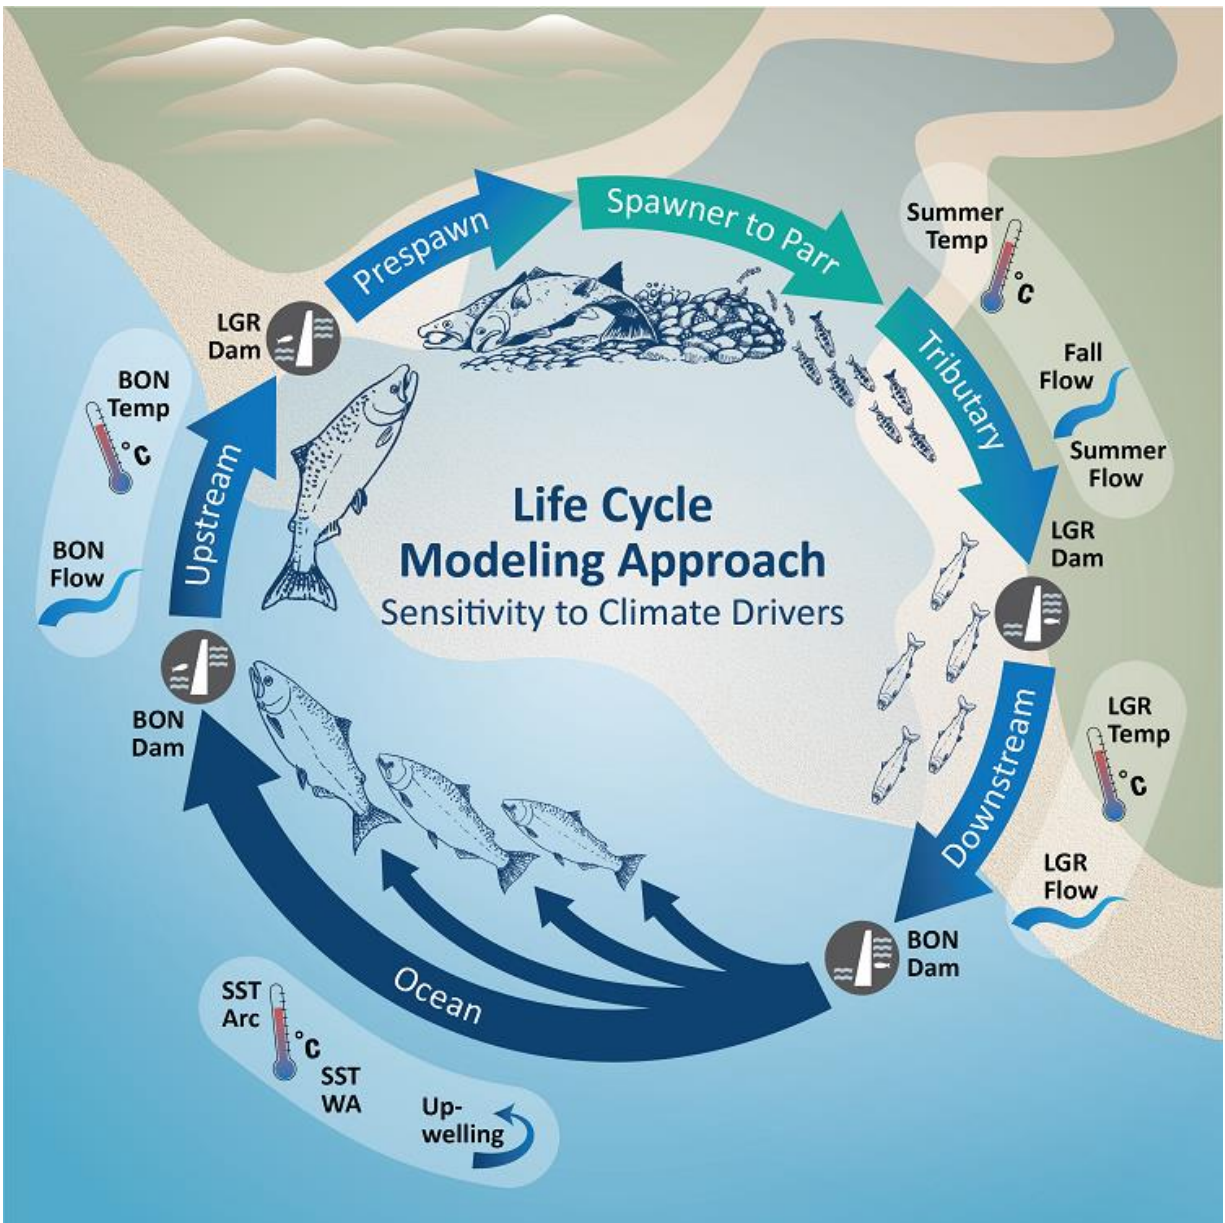 Life Cycle
Modeling Approach
Sensitivity to Climate Drivers
Prespawn
Spawner to Parr
Summer
Temp
°C
Fall
Flow
Summer
Flow
Tributary
LGR
Dam
Downstream
LGR
Temp
°C
LGR
Flow
BON
Dam
Ocean
SST
Arc
°C
SST
WA
Up-
welling
BON
Dam
Upstream
BON
Temp
°C
BON
Flow
LGR
Dam